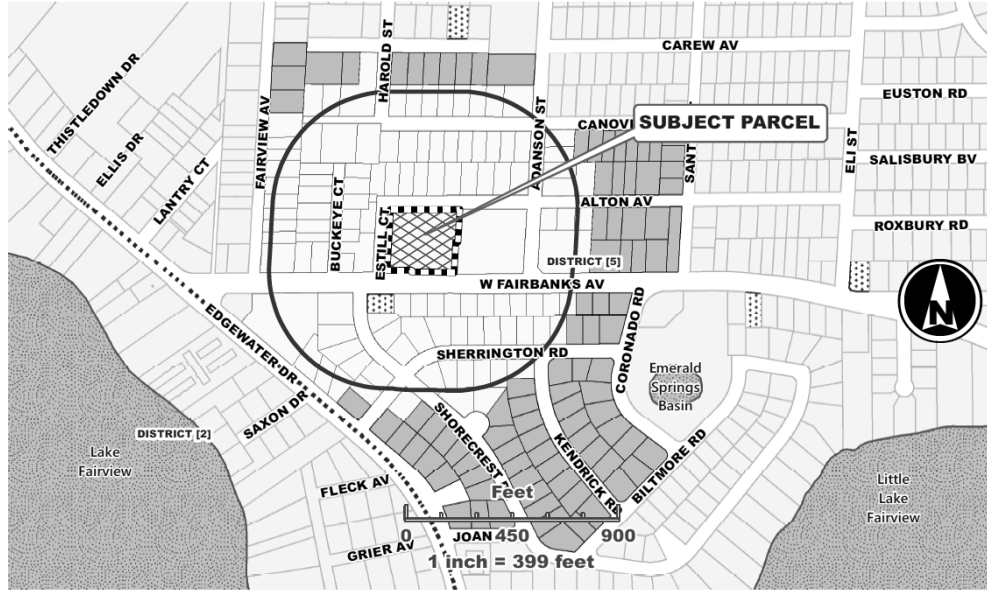 HAROLD ST
CAREW AV
THISTLEDOWN DR
EUSTON RD
FAIRVIEW AV
SUBJECT PARCEL
ELLIS DR
ADANSON ST
ELI ST
SALISBURY BV
LANTRY CT
ALTON AV
BUCKEYE CT
ESTILL CT
ROXBURY RD
DISTRICT [5]
W FAIRBANKS AV
N
EDGEWATER DR
CORONADO RD
SHERRINGTON RD
Emerald
Springs
Basin
SAXON DR
DISTRICT [2]
SHORECREST
KENDRICK RD
BILTMORE RD
Lake
Fairview
Little
Lake
Fairview
FLECK AV
Feet
0 450 900
JOAN
GRIER AV
1 inch = 399 feet